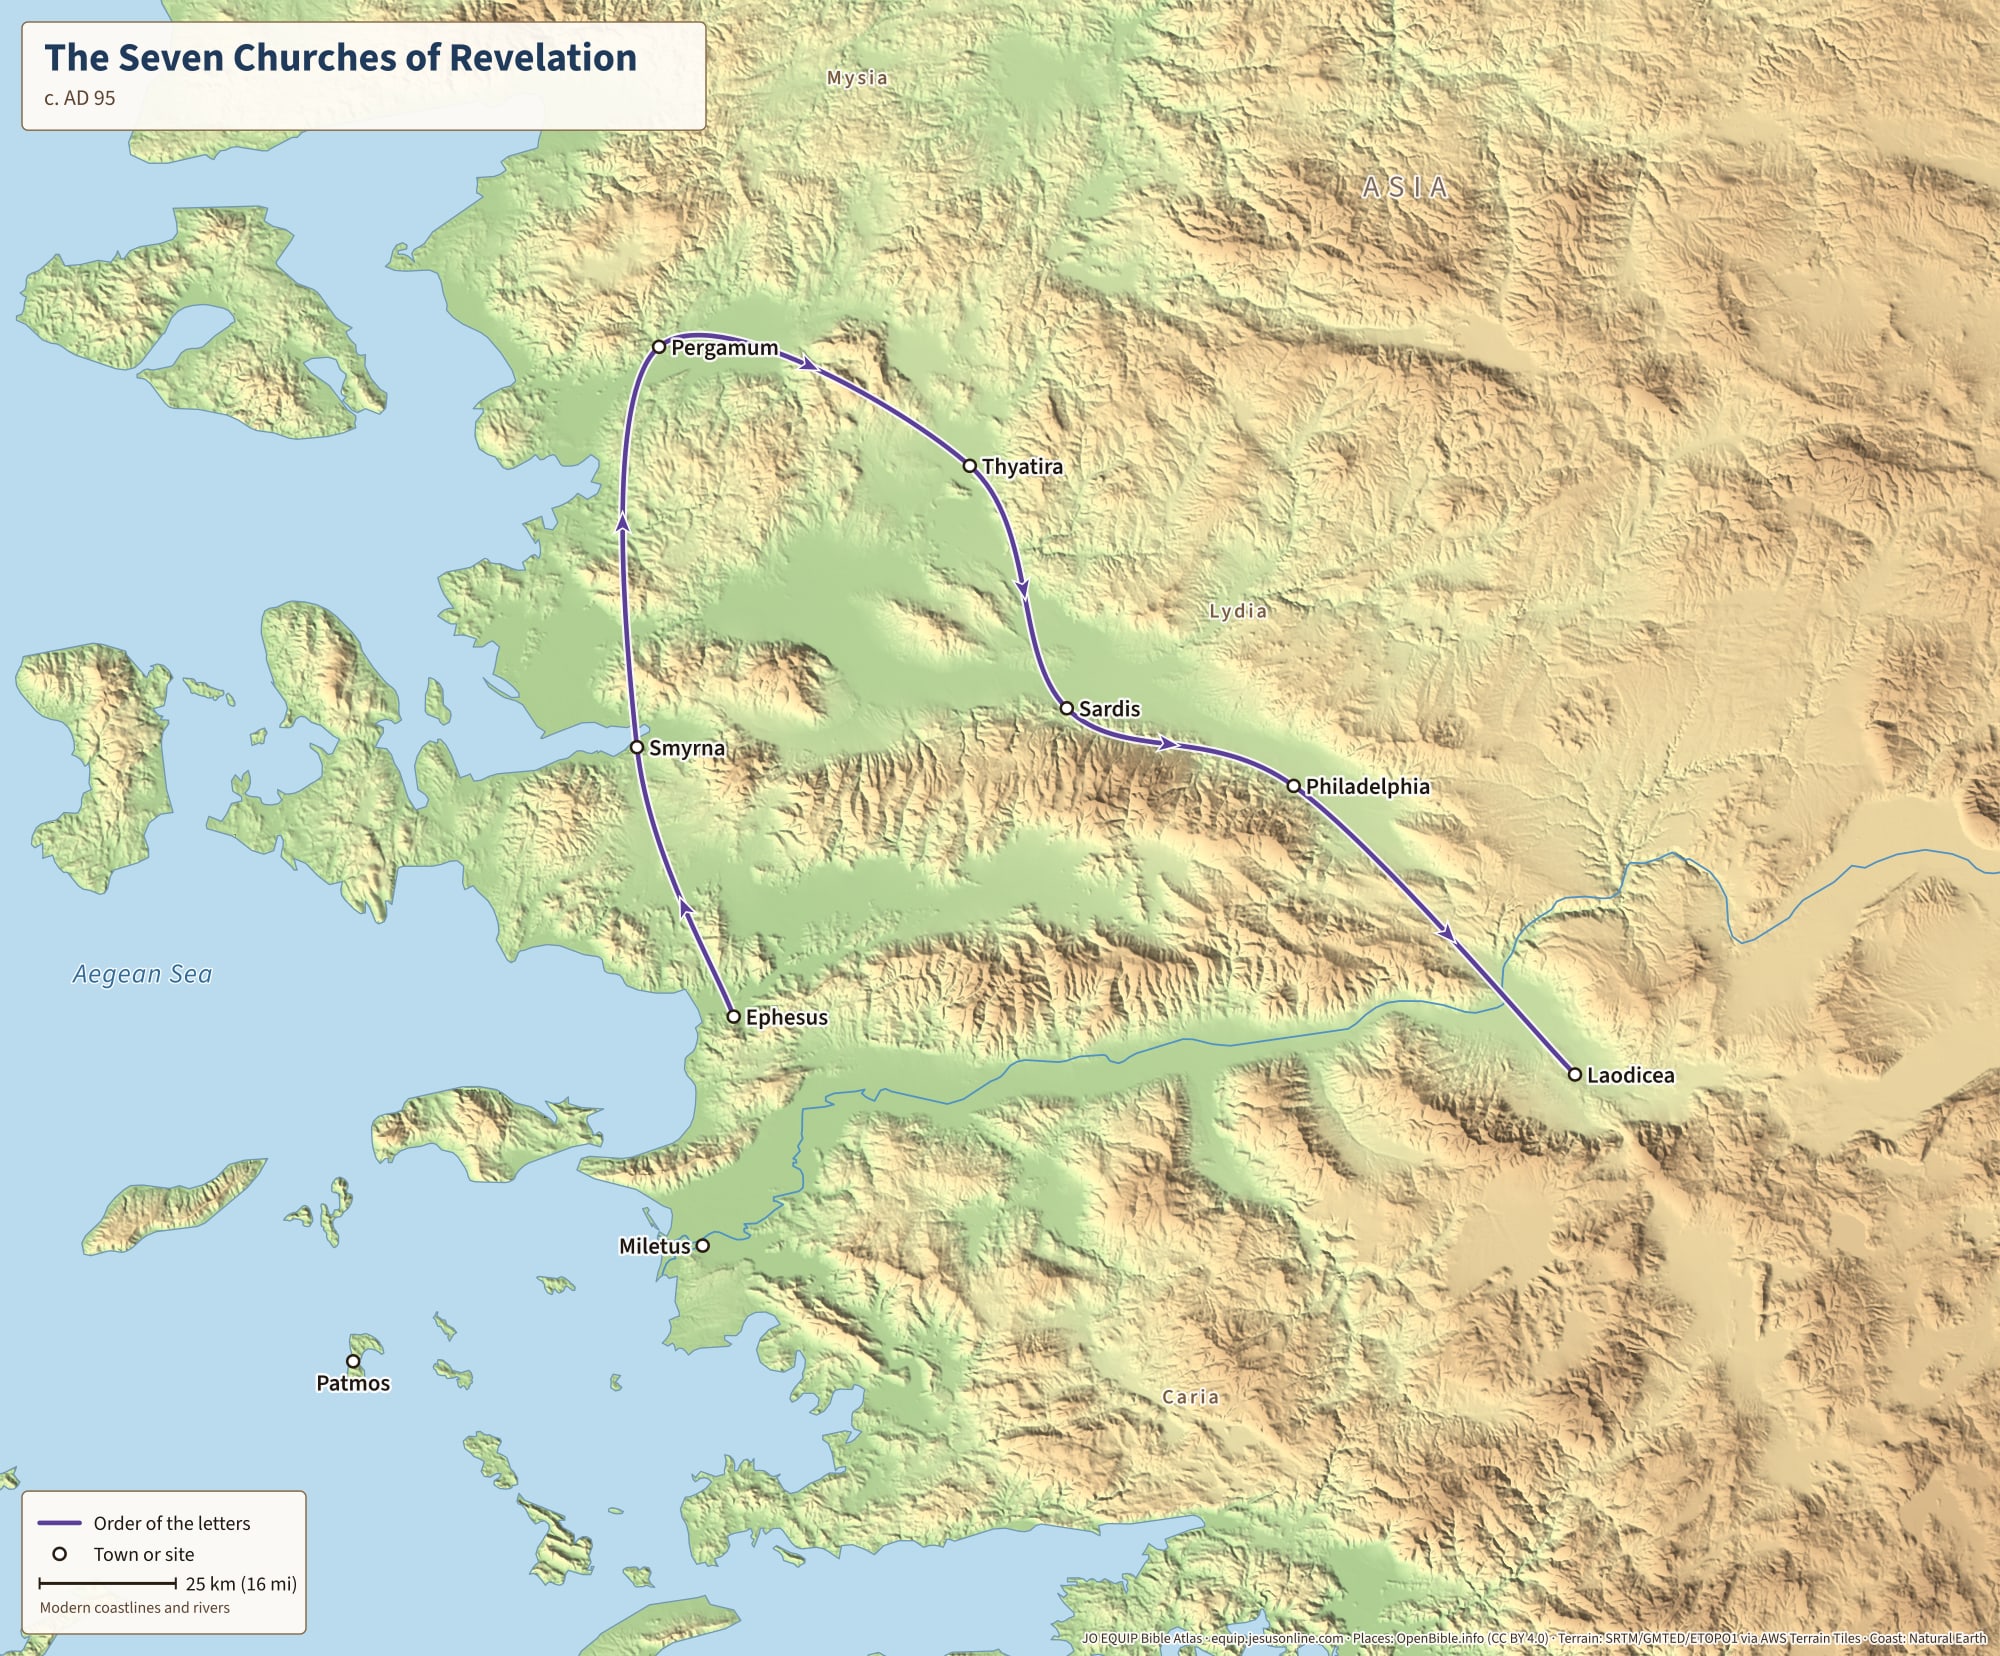 The Seven Churches of Revelation
c. AD 95
Mysia
ASIA
Pergamum
Thyatira
Lydia
Sardis
Smyrna
Philadelphia
Aegean Sea
Ephesus
Laodicea
Miletus
Patmos
Caria
Order of the letters
Town or site
25 km (16 mi)
Modern coastlines and rivers
JO EQUIP Bible Atlas · equip.jesusonline.com · Places: OpenBible.info (CC BY 4.0) · Terrain: SRTM/GMTED/ETOPO1 via AWS Terrain Tiles · Coast: Natural Earth